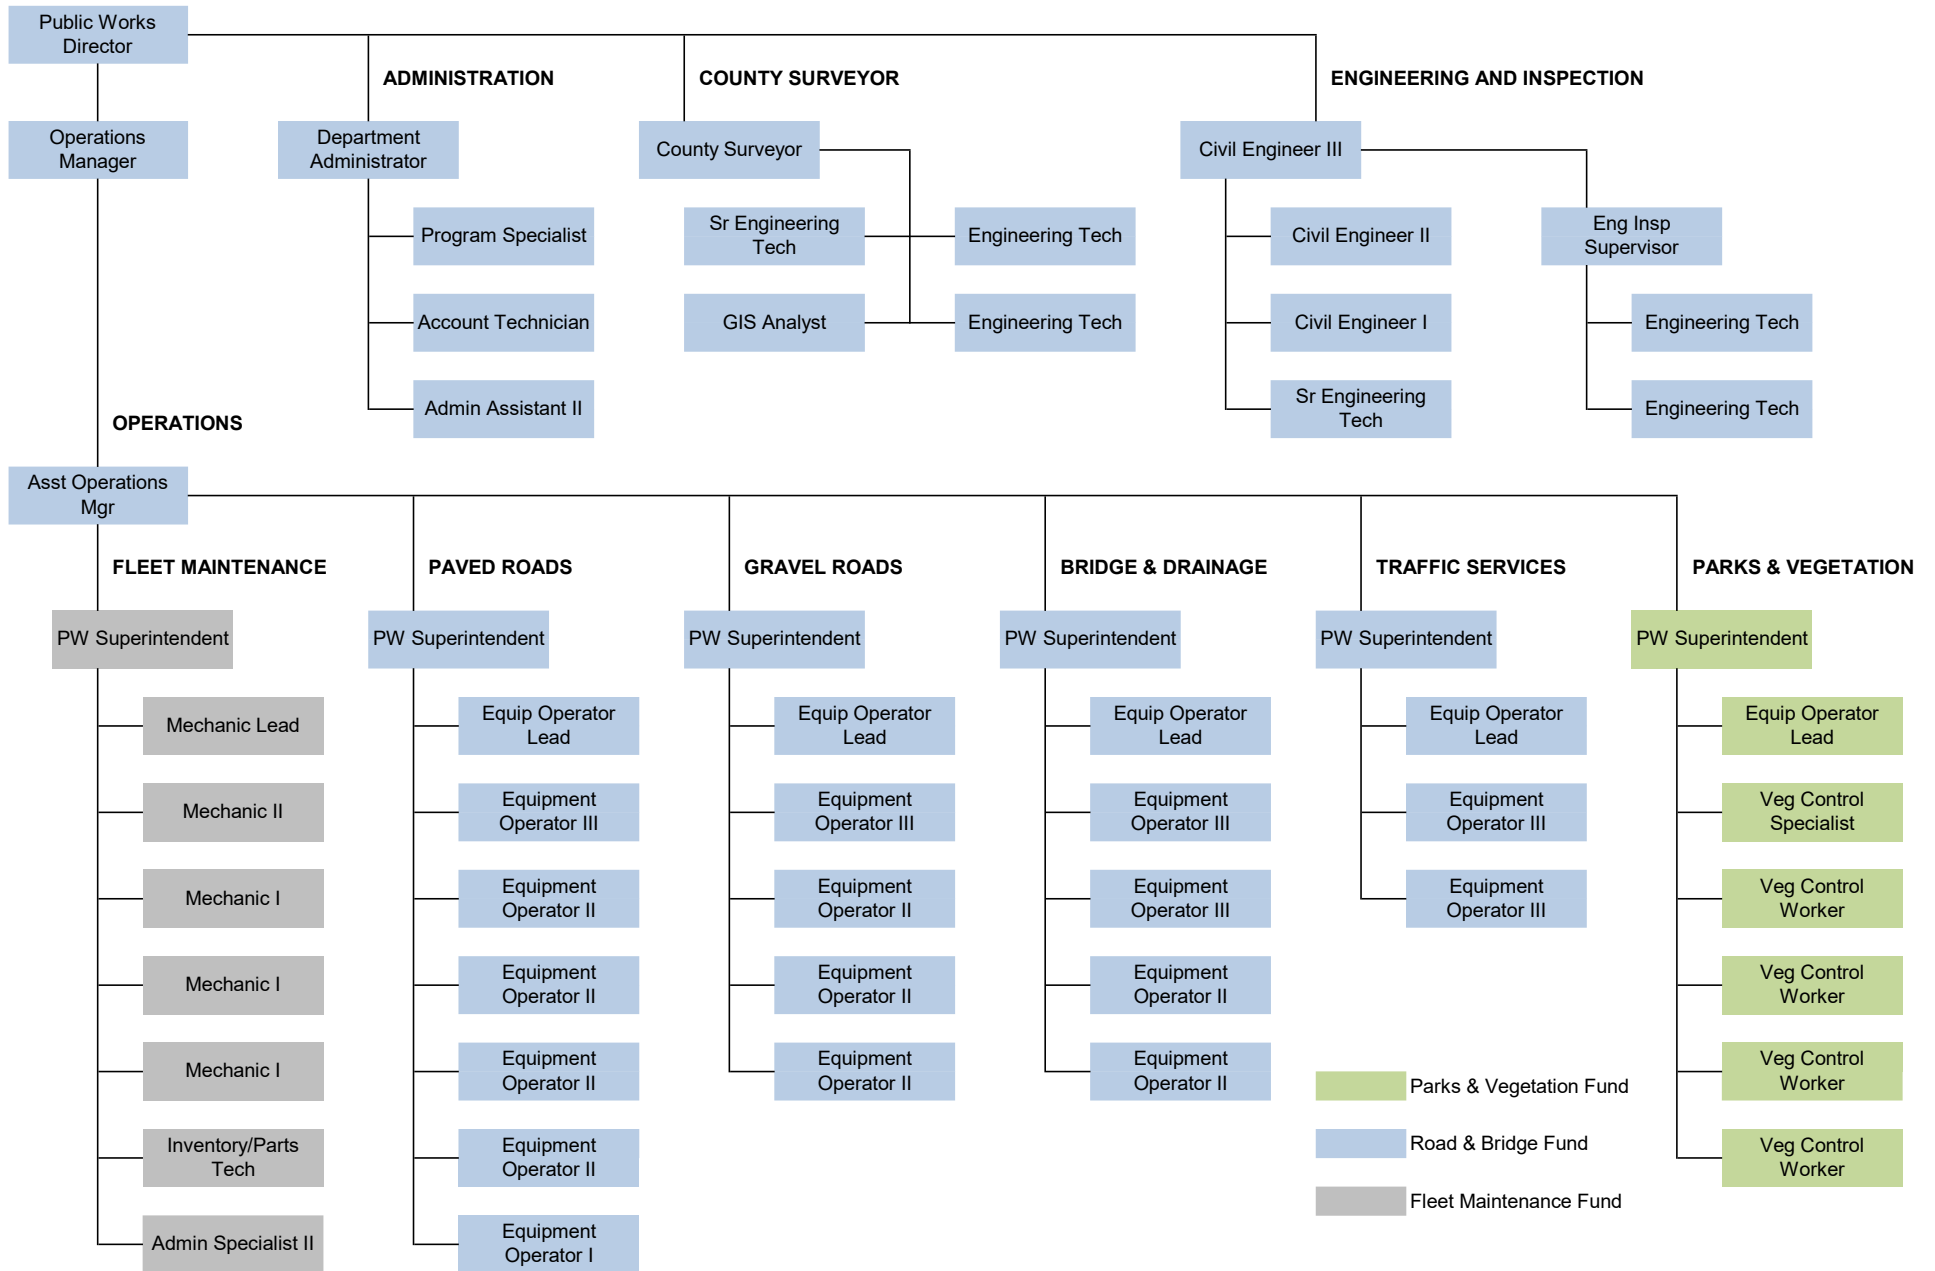 Public Works
Director
ADMINISTRATION
COUNTY SURVEYOR
ENGINEERING AND INSPECTION
Operations
Manager
Department
Administrator
County Surveyor
Civil Engineer III
Program Specialist
Sr Engineering
Tech
Engineering Tech
Civil Engineer II
Eng Insp
Supervisor
Account Technician
GIS Analyst
Engineering Tech
Civil Engineer I
Engineering Tech
Admin Assistant II
Sr Engineering
Tech
Engineering Tech
OPERATIONS
Asst Operations
Mgr
FLEET MAINTENANCE
PAVED ROADS
GRAVEL ROADS
BRIDGE & DRAINAGE
TRAFFIC SERVICES
PARKS & VEGETATION
PW Superintendent
PW Superintendent
PW Superintendent
PW Superintendent
PW Superintendent
PW Superintendent
Mechanic Lead
Equip Operator
Lead
Equip Operator
Lead
Equip Operator
Lead
Equip Operator
Lead
Equip Operator
Lead
Mechanic II
Equipment
Operator III
Equipment
Operator III
Equipment
Operator III
Equipment
Operator III
Veg Control
Specialist
Mechanic I
Equipment
Operator II
Equipment
Operator II
Equipment
Operator III
Equipment
Operator III
Veg Control
Worker
Mechanic I
Equipment
Operator II
Equipment
Operator II
Equipment
Operator II
Veg Control
Worker
Mechanic I
Equipment
Operator II
Equipment
Operator II
Equipment
Operator II
Veg Control
Worker
Parks & Vegetation Fund
Inventory/Parts
Tech
Equipment
Operator II
Road & Bridge Fund
Veg Control
Worker
Fleet Maintenance Fund
Admin Specialist II
Equipment
Operator I